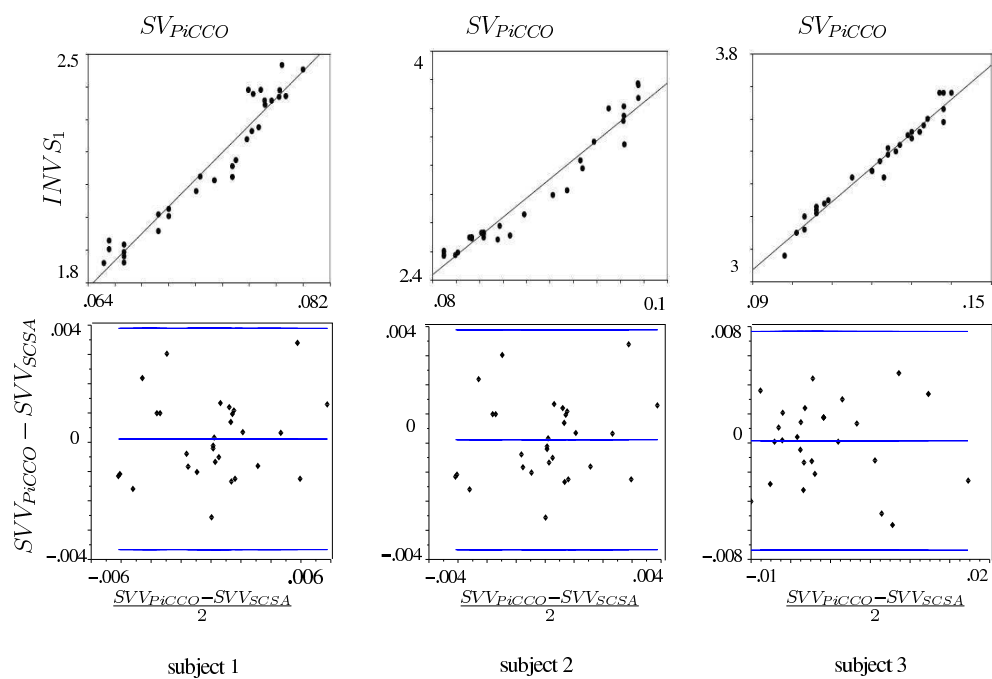 SV_{PiCCO} SV_{PiCCO} SV_{PiCCO}
2.5 4 3.8
INVS_1
1.8 2.4 3
.064 .082 .08 0.1 .09 .15
.004 .004 .008
SVV_{PiCCO} − SVV_{SCSA}
0 0 0
−.004 −.004 −.008
−.006 .006 −.004 .004 −.01 .02
SVV_{PiCCO}−SVV_{SCSA} SVV_{PiCCO}−SVV_{SCSA} SVV_{PiCCO}−SVV_{SCSA}
2 2 2
subject 1 subject 2 subject 3